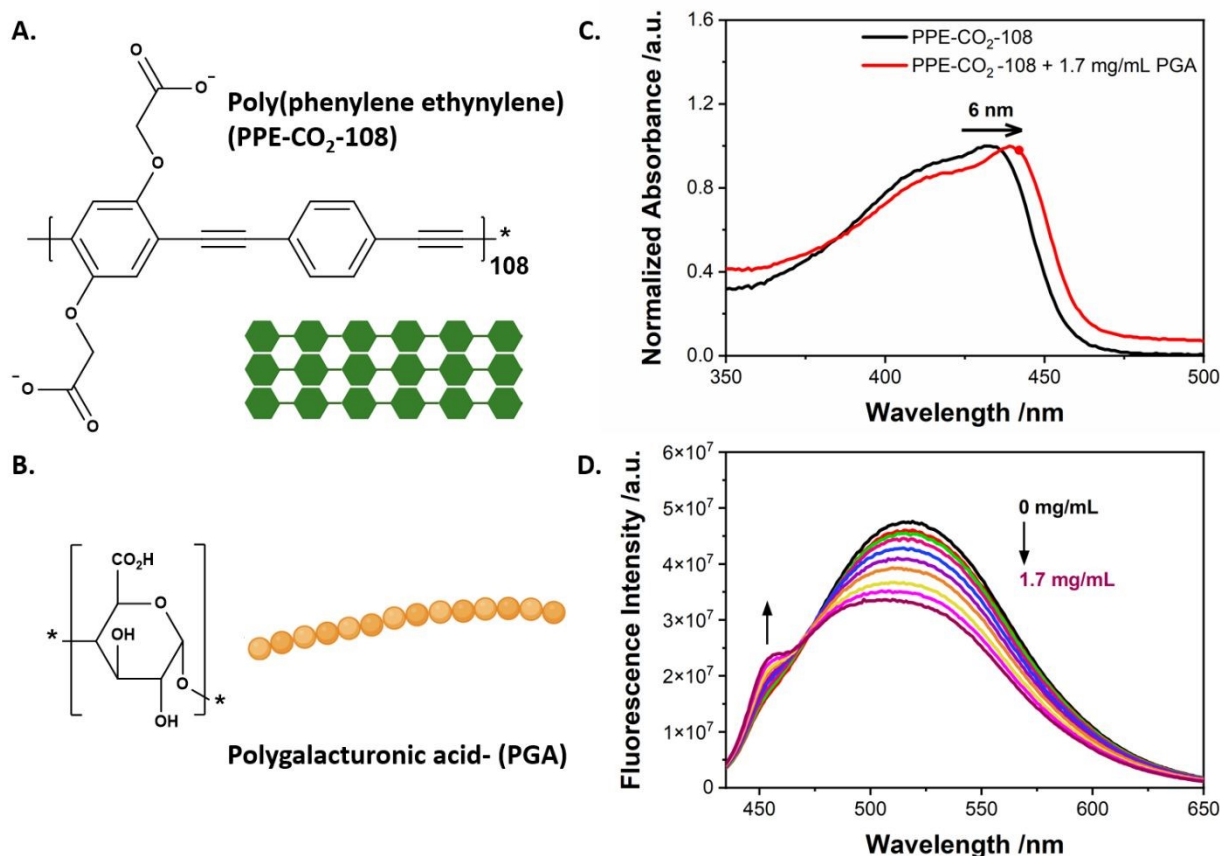 A.
O
O⁻
O
Poly(phenylene ethynylene)
(PPE-CO₂-108)
*
108
O
⁻O
O
B.
CO₂H
O
OH
*
O
*
OH
Polygalacturonic acid- (PGA)
C.
PPE-CO₂-108
PPE-CO₂ -108 + 1.7 mg/mL PGA
6 nm
Normalized Absorbance /a.u.
1.6
1.2
0.8
0.4
0.0
350 400 450 500
Wavelength /nm
D.
Fluorescence Intensity /a.u.
6×10⁷
5×10⁷
4×10⁷
3×10⁷
2×10⁷
1×10⁷
0
0 mg/mL
1.7 mg/mL
450 500 550 600 650
Wavelength /nm